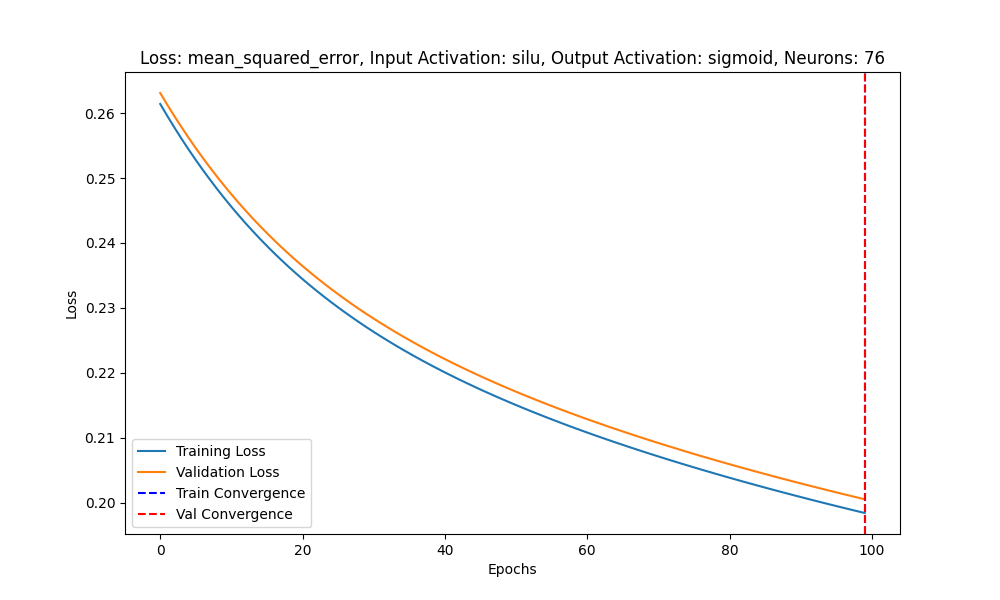 Loss: mean_squared_error, Input Activation: silu, Output Activation: sigmoid, Neurons: 76
0.26
0.25
0.24
0.23
0.22
0.21
0.20
Loss
Training Loss
Validation Loss
Train Convergence
Val Convergence
0 20 40 60 80 100
Epochs